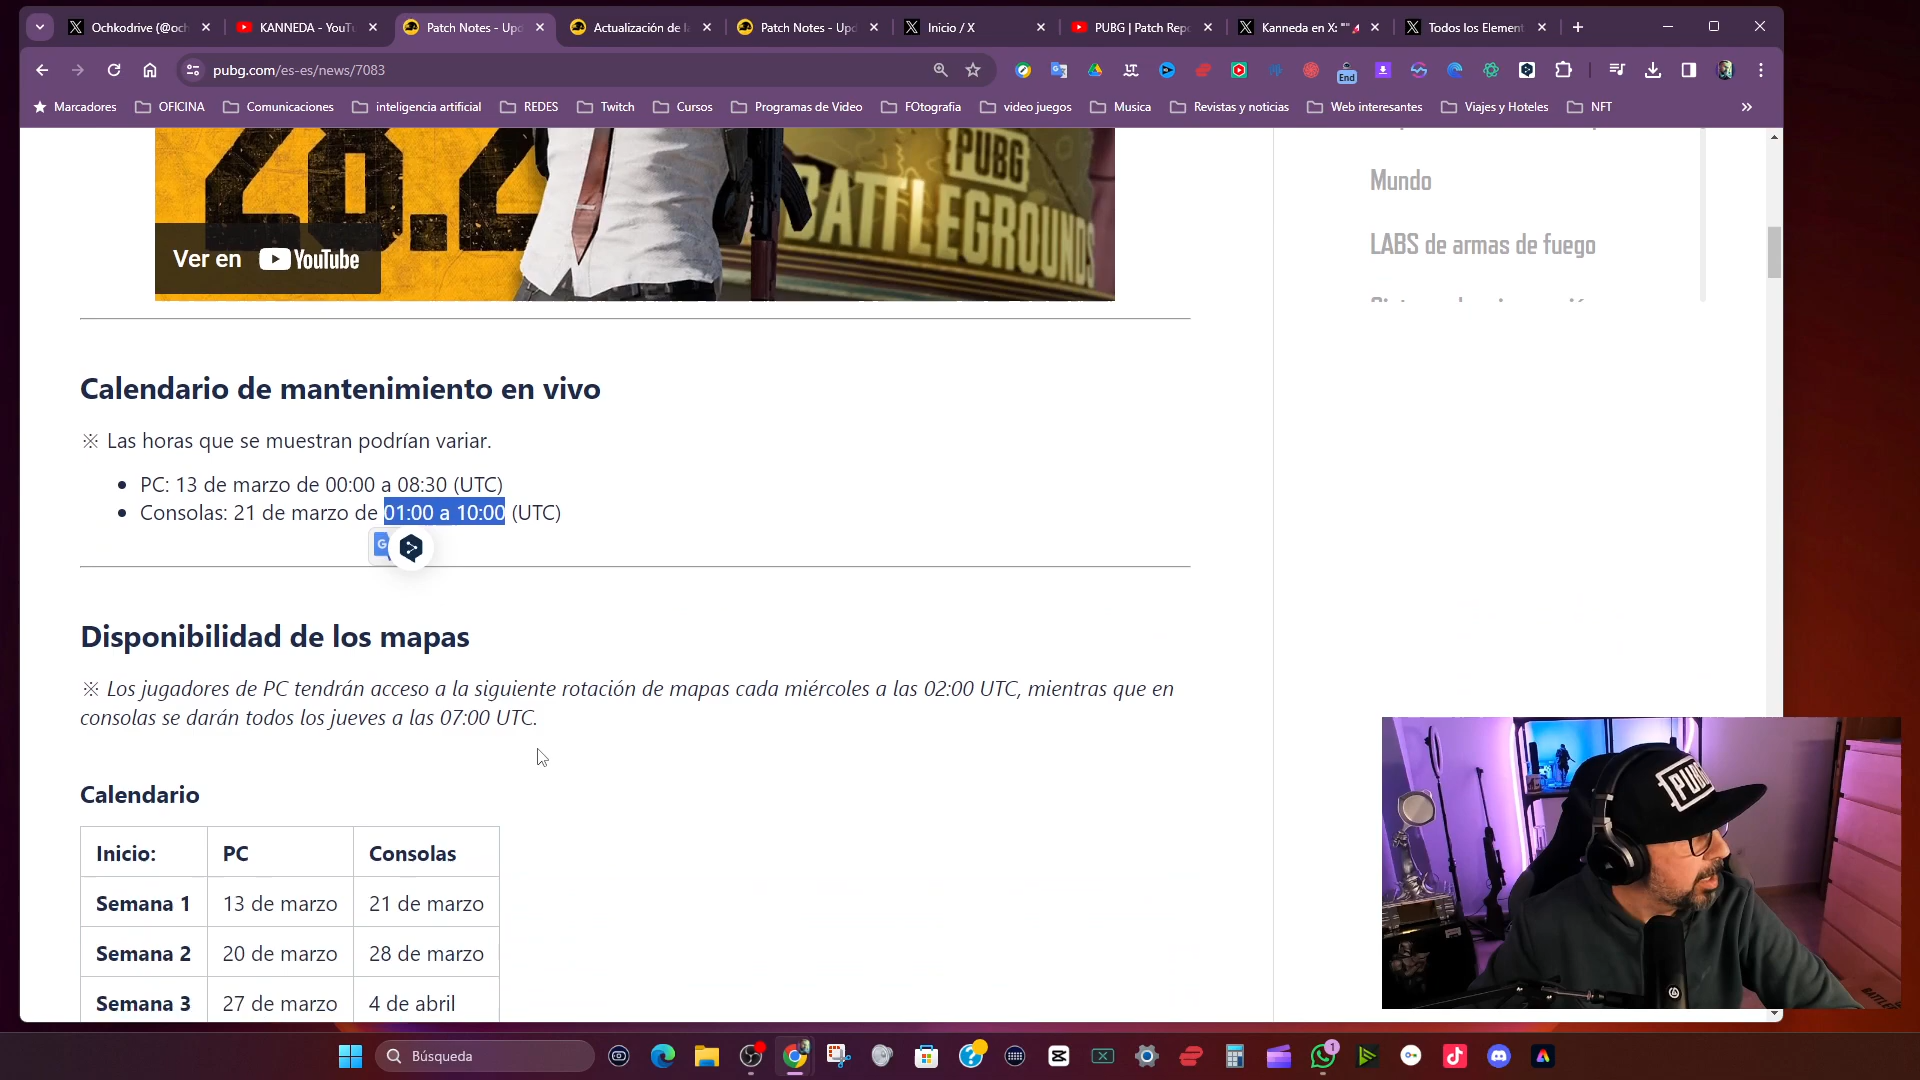 Ochkodrive (@och
KANNEDA - YouTu
Patch Notes - Upd
Actualización de la
Patch Notes - Upd
Inicio / X
PUBG | Patch Repo
Kanneda en X: "
Todos los Element
pubg.com/es-es/news/7083
End
Marcadores
OFICINA
Comunicaciones
inteligencia artificial
REDES
Twitch
Cursos
Programas de Video
FOtografia
video juegos
Musica
Revistas y noticias
Web interesantes
Viajes y Hoteles
NFT
28.2
PUBG
BATTLEGROUNDS
Ver en YouTube
Mundo
LABS de armas de fuego
Calendario de mantenimiento en vivo
※ Las horas que se muestran podrían variar.
PC: 13 de marzo de 00:00 a 08:30 (UTC)
Consolas: 21 de marzo de 01:00 a 10:00 (UTC)
Disponibilidad de los mapas
※ Los jugadores de PC tendrán acceso a la siguiente rotación de mapas cada miércoles a las 02:00 UTC, mientras que en
consolas se darán todos los jueves a las 07:00 UTC.
Calendario
Inicio: PC Consolas
Semana 1 13 de marzo 21 de marzo
Semana 2 20 de marzo 28 de marzo
Semana 3 27 de marzo 4 de abril
PUBG
Búsqueda
1